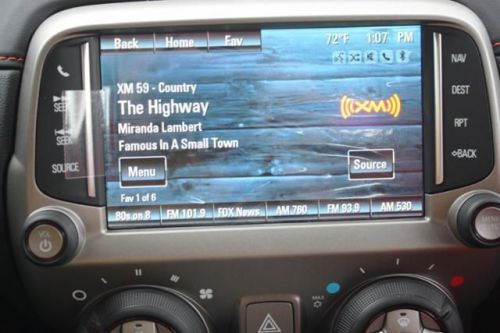 Back Home Fav 72°F 1:07 PM
XM 59 - Country
The Highway
Miranda Lambert
Famous In A Small Town
XM
Menu Source
Fav 1 of 6
80s on 8 FM 101.9 FOX News AM 760 FM 93.9 AM 530
SEEK
SEEK
SOURCE
NAV
DEST
RPT
BACK
VOL
MAX